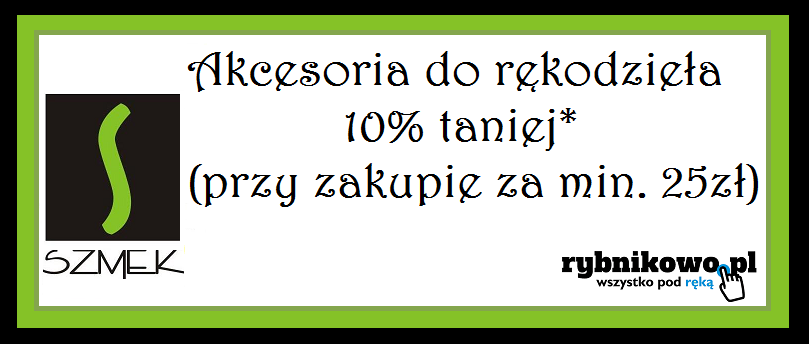 Akcesoria do rękodzieła
10% taniej*
(przy zakupie za min. 25zł)
SZMEK
rybnikowo.pl
wszystko pod ręką